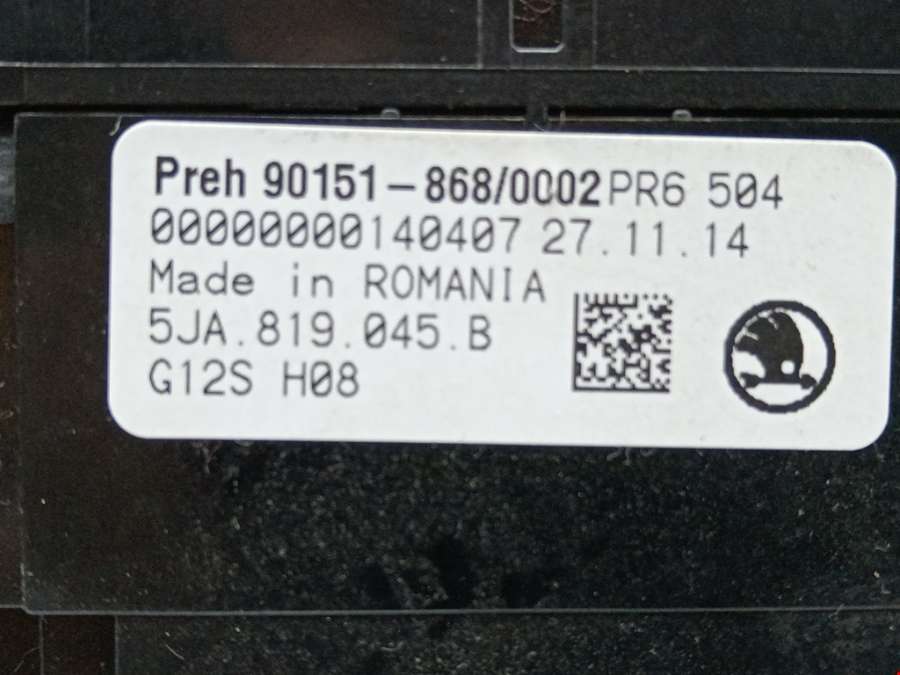 Preh 90151-868/0002 PR6 504
00000000140407 27.11.14
Made in ROMANIA
5JA.819.045.B
G12S H08